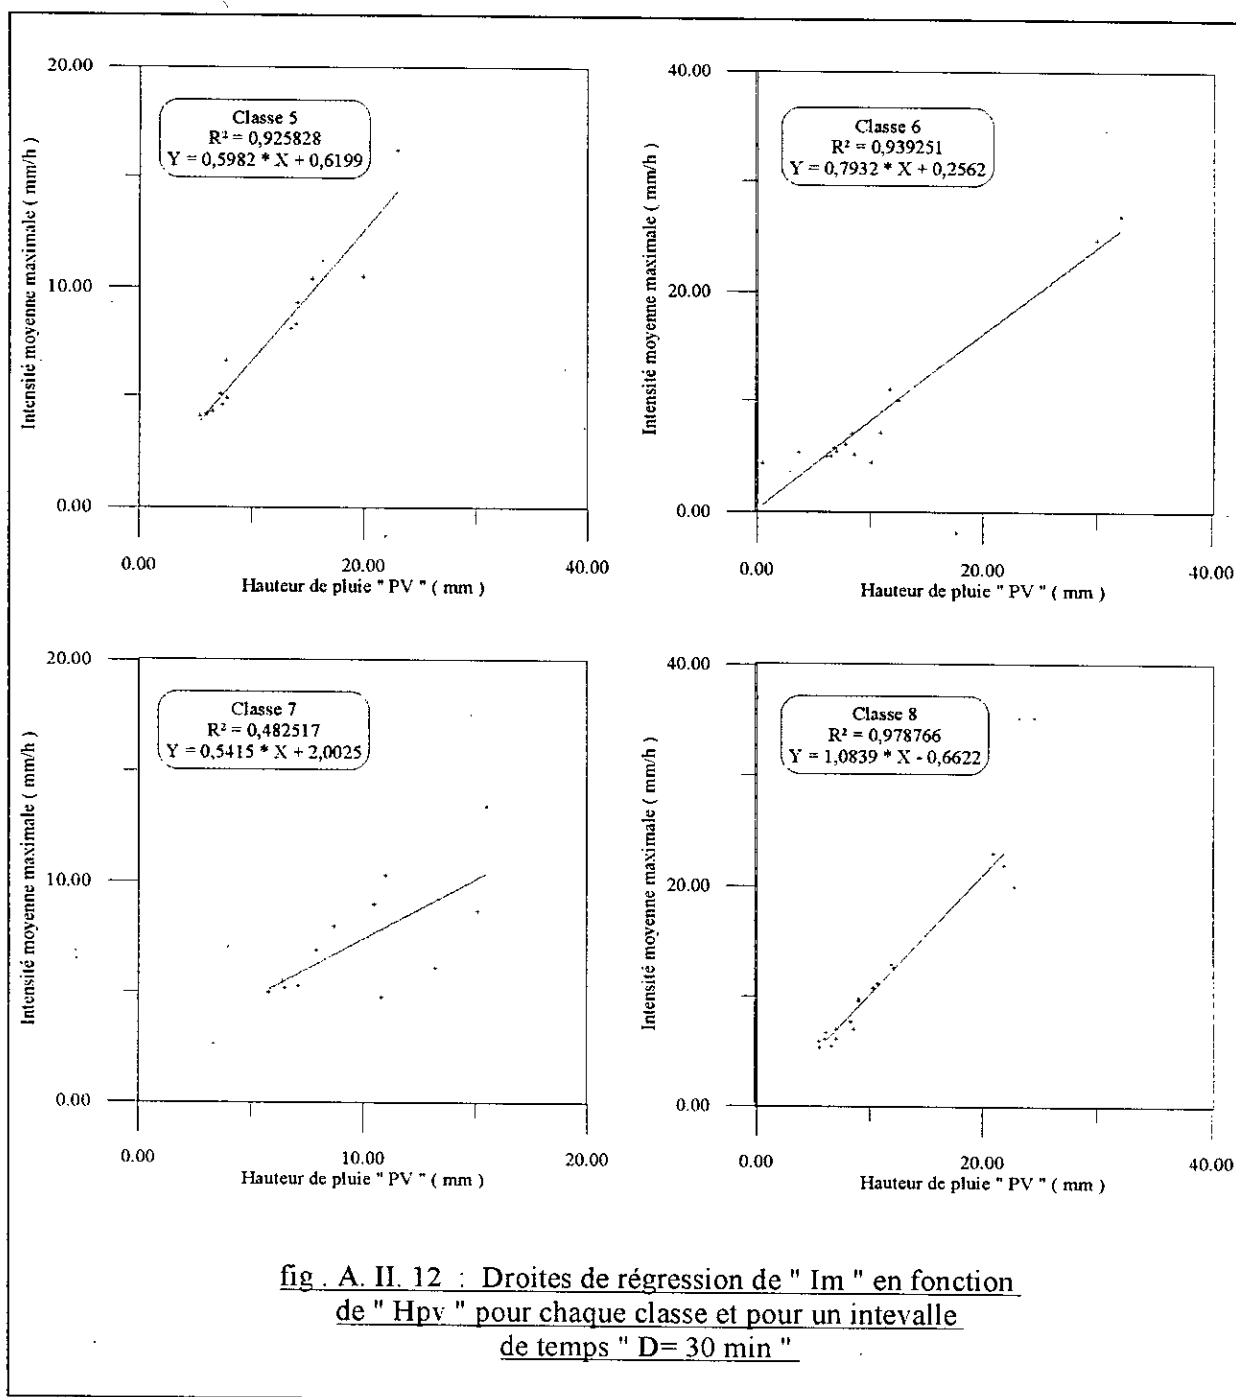 20.00
Classe 5
R² = 0,925828
Y = 0,5982 * X + 0,6199
Intensité moyenne maximale ( mm/h )
10.00
0.00
0.00
20.00
40.00
Hauteur de pluie " PV " ( mm )
40.00
Classe 6
R² = 0,939251
Y = 0,7932 * X + 0,2562
Intensité moyenne maximale ( mm/h )
20.00
0.00
0.00
20.00
40.00
Hauteur de pluie " PV " ( mm )
20.00
Classe 7
R² = 0,482517
Y = 0,5415 * X + 2,0025
Intensité moyenne maximale ( mm/h )
10.00
0.00
0.00
10.00
20.00
Hauteur de pluie " PV " ( mm )
40.00
Classe 8
R² = 0,978766
Y = 1,0839 * X - 0,6622
Intensité moyenne maximale ( mm/h )
20.00
0.00
0.00
20.00
40.00
Hauteur de pluie " PV " ( mm )
fig . A. II. 12 : Droites de régression de " Im " en fonction
de " Hpv " pour chaque classe et pour un intevalle
de temps " D= 30 min "